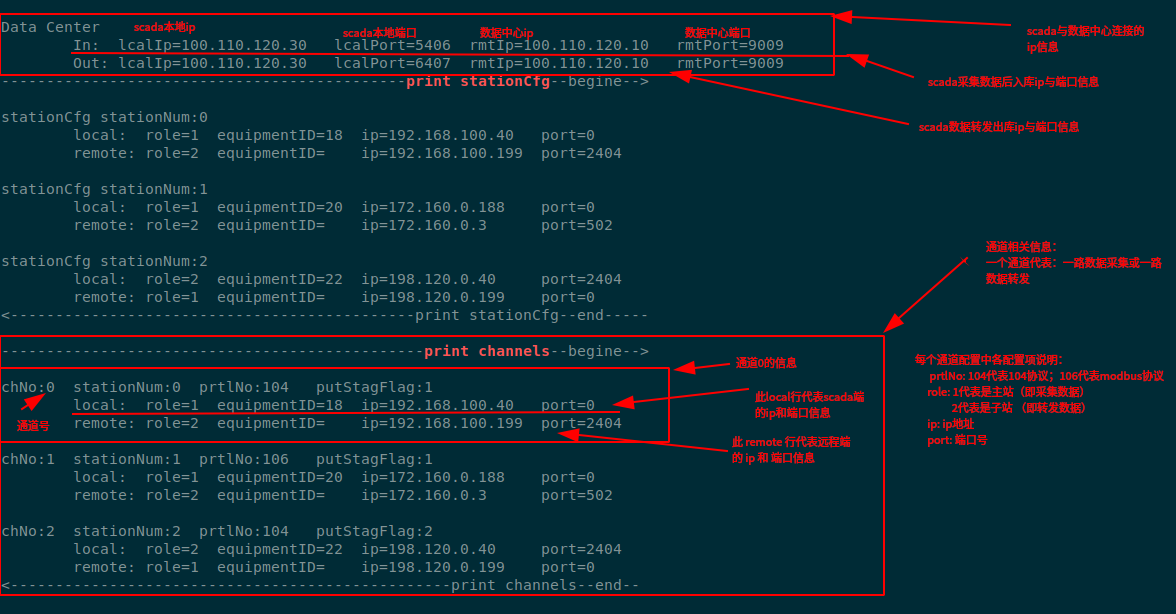 Data Center scada本地ip scada本地端口 数据中心ip 数据中心端口
In: lcalIp=100.110.120.30 lcalPort=5406 rmtIp=100.110.120.10 rmtPort=9009
Out: lcalIp=100.110.120.30 lcalPort=6407 rmtIp=100.110.120.10 rmtPort=9009
scada与数据中心连接的
ip信息
scada采集数据后入库ip与端口信息
scada数据转发出库ip与端口信息
---------------------------------------------print stationCfg--begine-->
stationCfg stationNum:0
local: role=1 equipmentID=18 ip=192.168.100.40 port=0
remote: role=2 equipmentID= ip=192.168.100.199 port=2404
stationCfg stationNum:1
local: role=1 equipmentID=20 ip=172.160.0.188 port=0
remote: role=2 equipmentID= ip=172.160.0.3 port=502
stationCfg stationNum:2
local: role=2 equipmentID=22 ip=198.120.0.40 port=2404
remote: role=1 equipmentID= ip=198.120.0.199 port=0
<---------------------------------------------print stationCfg--end-----
通道相关信息：
一个通道代表：一路数据采集或一路
数据转发
-----------------------------------------------print channels--begine-->
通道0的信息
chNo:0 stationNum:0 prtlNo:104 putStagFlag:1
local: role=1 equipmentID=18 ip=192.168.100.40 port=0
remote: role=2 equipmentID= ip=192.168.100.199 port=2404
通道号
此local行代表scada端
的ip和端口信息
此 remote 行代表远程端
的 ip 和 端口信息
每个通道配置中各配置项说明：
prtlNo: 104代表104协议；106代表modbus协议
role: 1代表是主站（即采集数据）
2代表是子站 （即转发数据）
ip: ip地址
port: 端口号
chNo:1 stationNum:1 prtlNo:106 putStagFlag:1
local: role=1 equipmentID=20 ip=172.160.0.188 port=0
remote: role=2 equipmentID= ip=172.160.0.3 port=502
chNo:2 stationNum:2 prtlNo:104 putStagFlag:2
local: role=2 equipmentID=22 ip=198.120.0.40 port=2404
remote: role=1 equipmentID= ip=198.120.0.199 port=0
<-------------------------------------------------print channels--end--